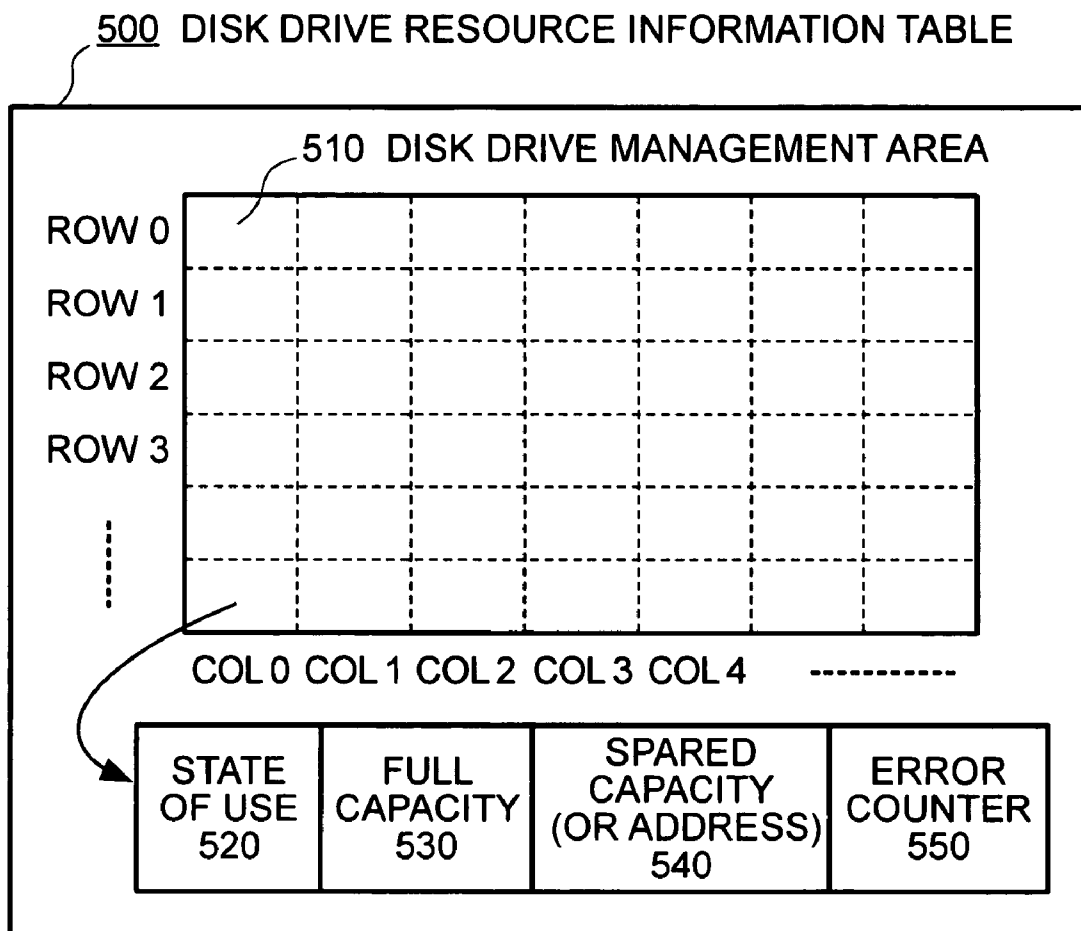 500 DISK DRIVE RESOURCE INFORMATION TABLE
510 DISK DRIVE MANAGEMENT AREA
ROW 0
ROW 1
ROW 2
ROW 3
COL 0 COL 1 COL 2 COL 3 COL 4
STATE
OF USE
520
FULL
CAPACITY
530
SPARED
CAPACITY
(OR ADDRESS)
540
ERROR
COUNTER
550